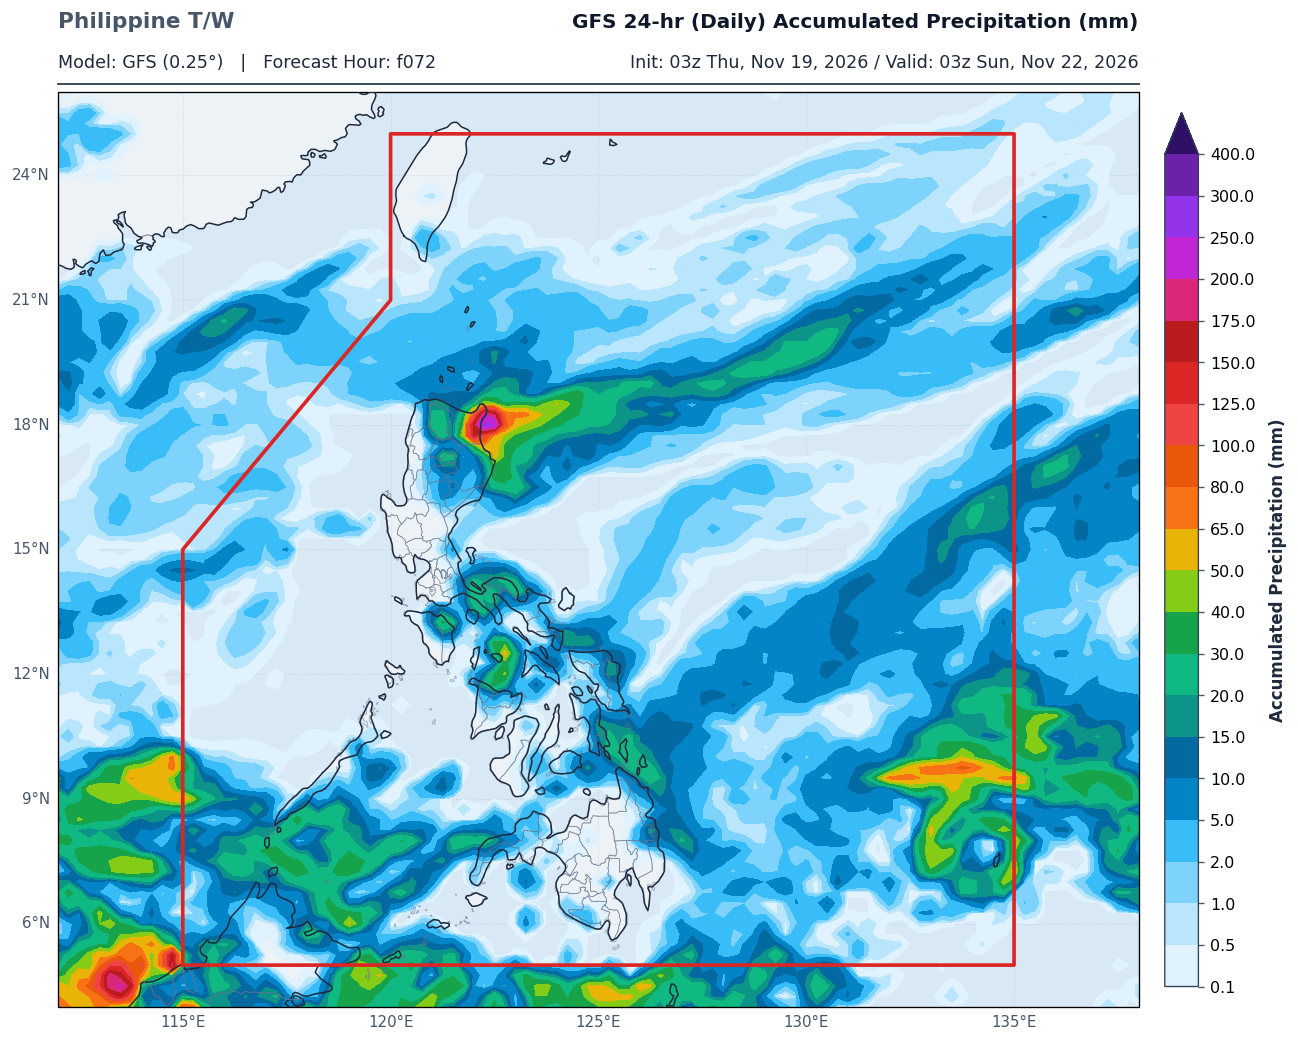 Philippine T/W
GFS 24-hr (Daily) Accumulated Precipitation (mm)
Model: GFS (0.25°)   |   Forecast Hour: f072
Init: 03z Thu, Nov 19, 2026 / Valid: 03z Sun, Nov 22, 2026
24°N
21°N
18°N
15°N
12°N
9°N
6°N
115°E
120°E
125°E
130°E
135°E
400.0
300.0
250.0
200.0
175.0
150.0
125.0
100.0
80.0
65.0
50.0
40.0
30.0
20.0
15.0
10.0
5.0
2.0
1.0
0.5
0.1
Accumulated Precipitation (mm)